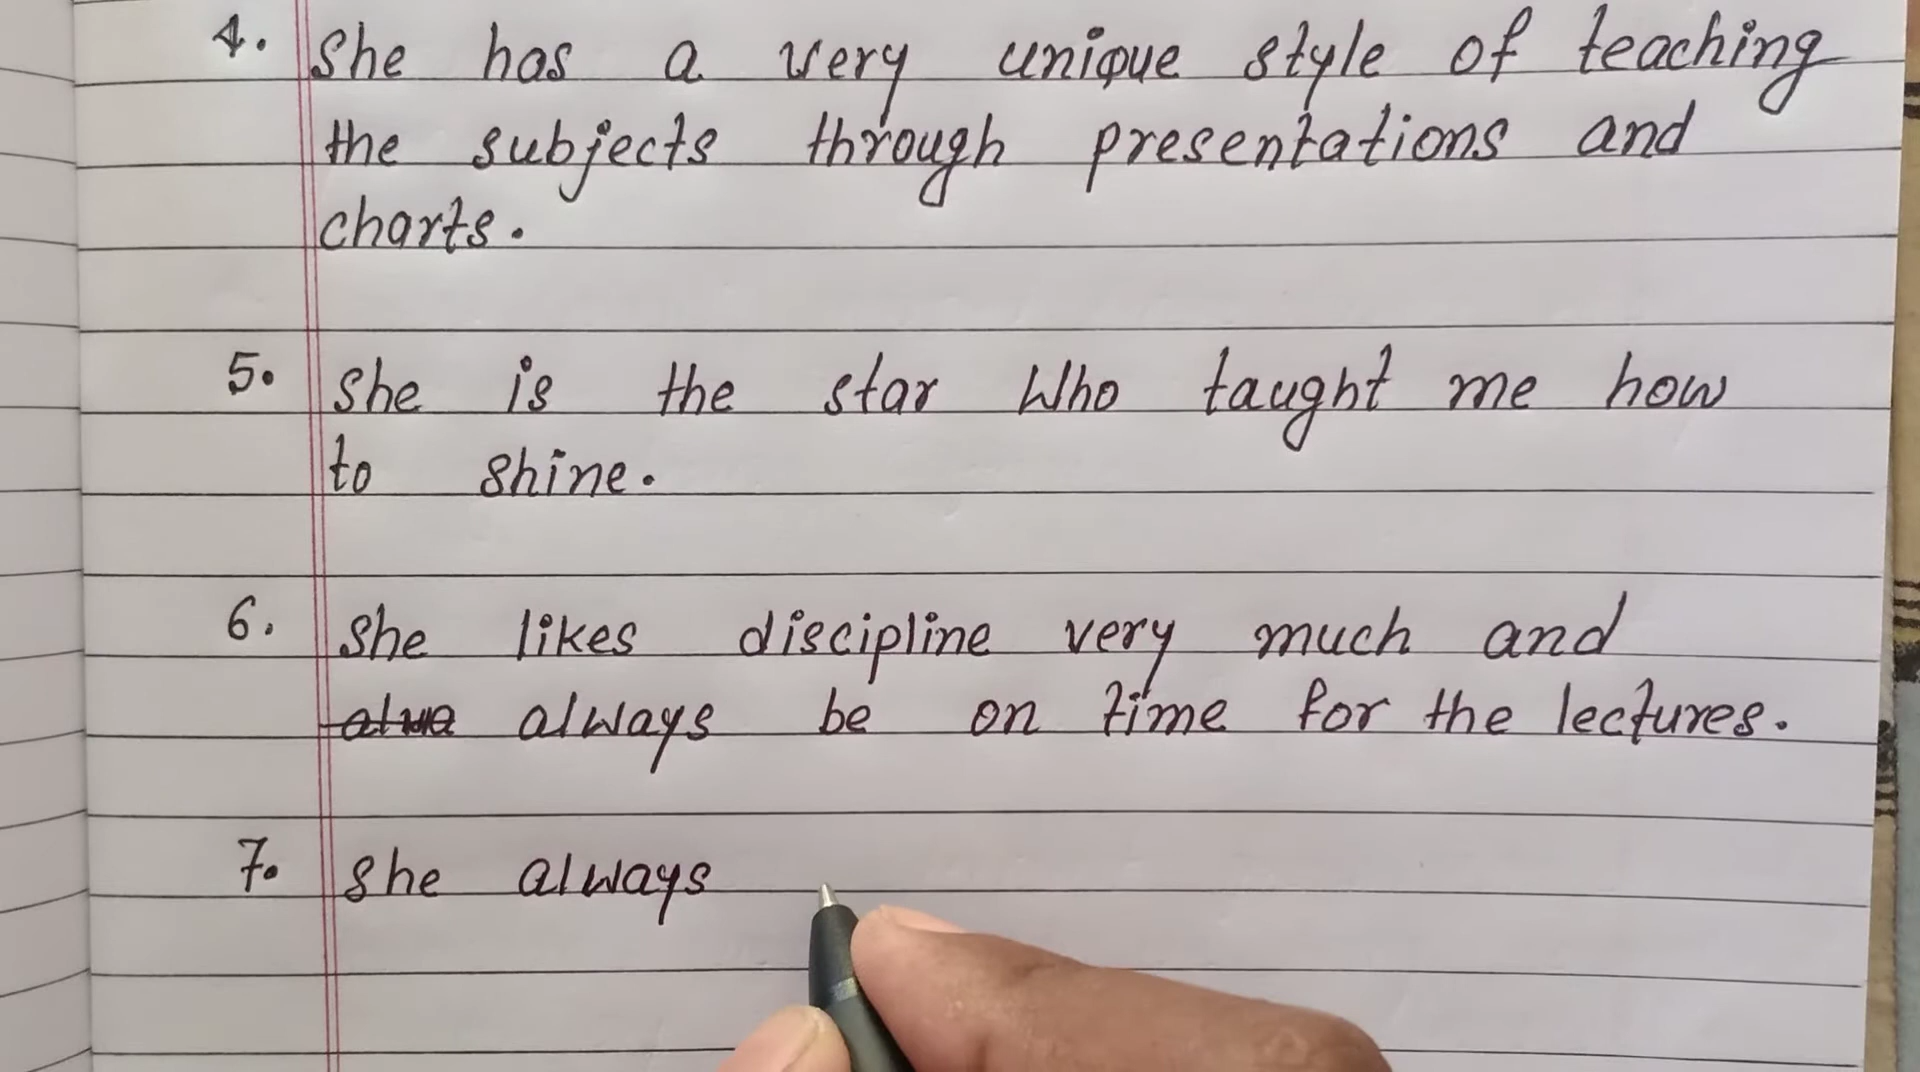 4. She has a very unique style of teaching
the subjects through presentations and
charts.
5. She is the star who taught me how
to shine.
6. She likes discipline very much and
alwa always be on time for the lectures.
7. She always